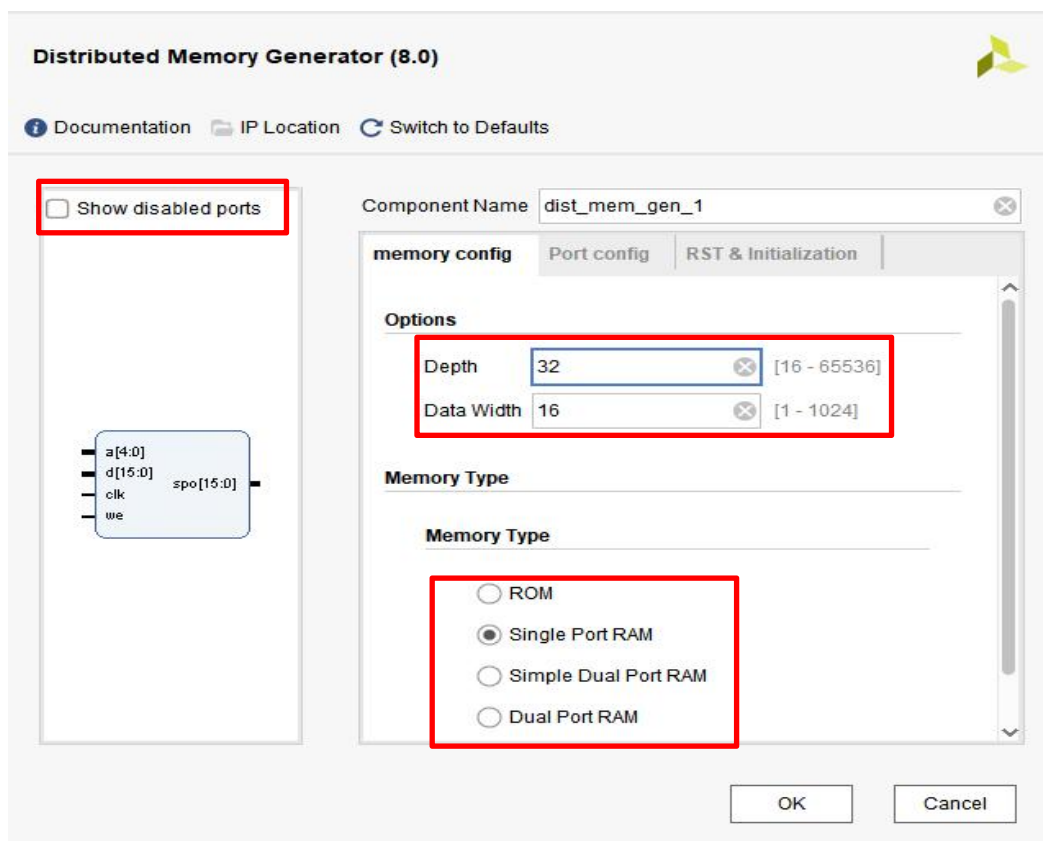 Distributed Memory Generator (8.0)
Documentation IP Location Switch to Defaults
Show disabled ports
a[4:0]
d[15:0]
clk
we
spo[15:0]
Component Name dist_mem_gen_1
memory config Port config RST & Initialization
Options
Depth 32 [16 - 65536]
Data Width 16 [1 - 1024]
Memory Type
Memory Type
ROM
Single Port RAM
Simple Dual Port RAM
Dual Port RAM
OK Cancel